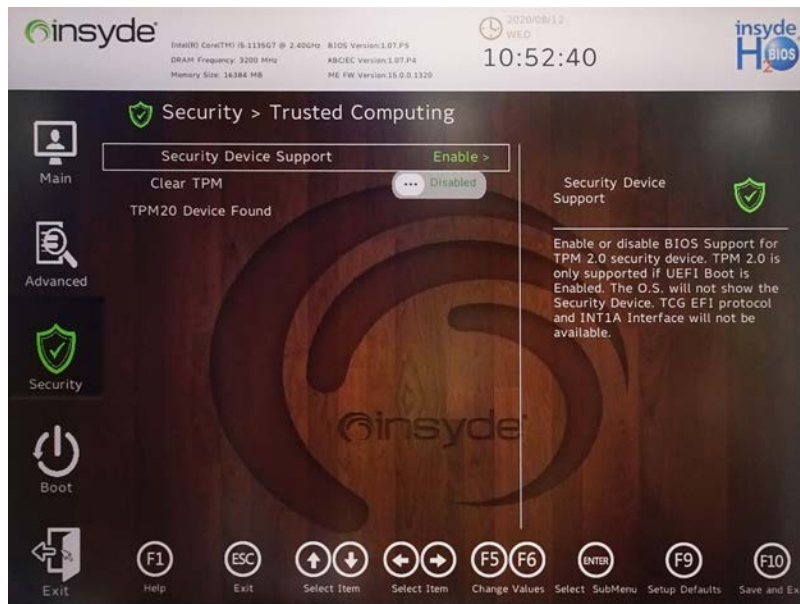 insyde
Intel(R) Core(TM) i5-1135G7 @ 2.40GHz BIOS Version:1.07.P5
DRAM Frequency: 3200 MHz KBC/EC Version:1.07.P4
Memory Size: 16384 MB ME FW Version:15.0.0.1320
2020/08/12
WED
10:52:40
insyde
H2O BIOS
Security > Trusted Computing
Main
Advanced
Security
Boot
Exit
Security Device Support Enable >
Clear TPM Disabled
TPM20 Device Found
Security Device
Support
Enable or disable BIOS Support for
TPM 2.0 security device. TPM 2.0 is
only supported if UEFI Boot is
Enabled. The O.S. will not show the
Security Device. TCG EFI protocol
and INT1A Interface will not be
available.
insyde
F1 ESC F5 F6 ENTER F9 F10
Help Exit Select Item Select Item Change Values Select SubMenu Setup Defaults Save and Ex